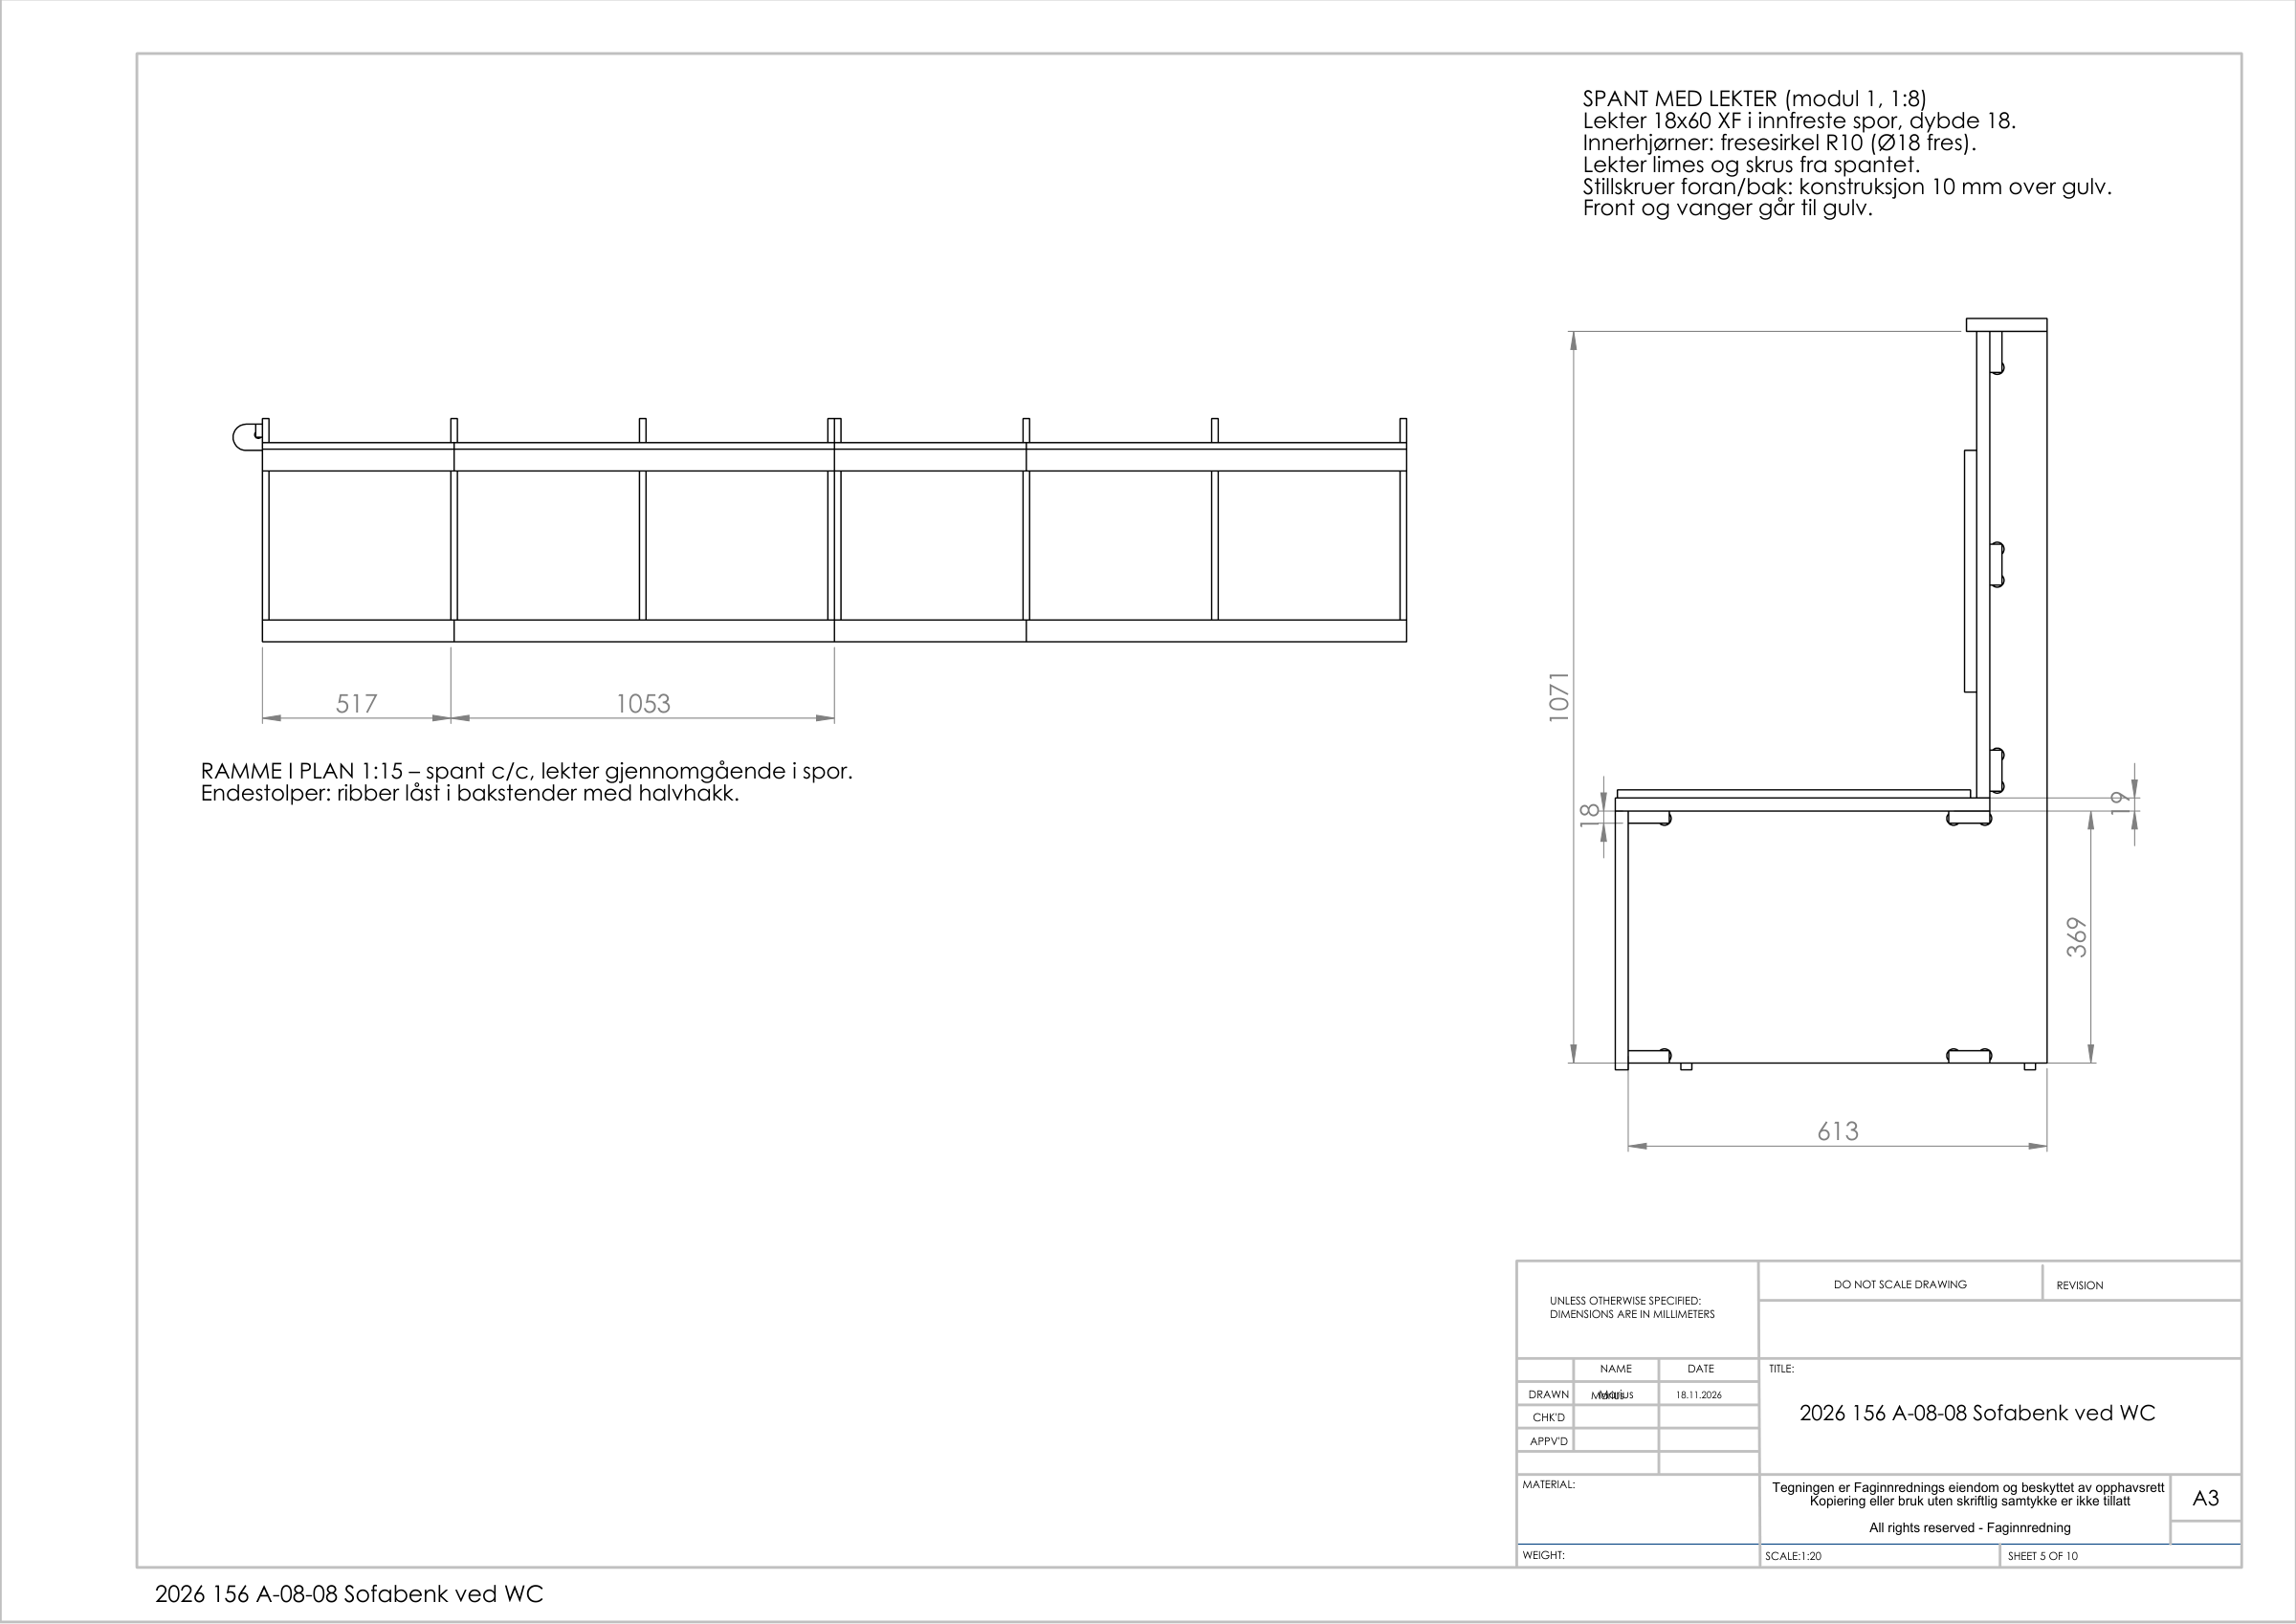 SPANT MED LEKTER (modul 1, 1:8)
Lekter 18x60 XF i innfreste spor, dybde 18.
Innerhjørner: fresesirkel R10 (Ø18 fres).
Lekter limes og skrus fra spantet.
Stillskruer foran/bak: konstruksjon 10 mm over gulv.
Front og vanger går til gulv.
1071
18
19
369
613
517
1053
RAMME I PLAN 1:15 – spant c/c, lekter gjennomgående i spor.
Endestolper: ribber låst i bakstender med halvhakk.
UNLESS OTHERWISE SPECIFIED:
DIMENSIONS ARE IN MILLIMETERS
DO NOT SCALE DRAWING
REVISION
NAME
DATE
DRAWN
Marius
18.11.2026
CHK'D
APPV'D
TITLE:
2026 156 A-08-08 Sofabenk ved WC
MATERIAL:
Tegningen er Faginnrednings eiendom og beskyttet av opphavsrett
Kopiering eller bruk uten skriftlig samtykke er ikke tillatt
All rights reserved - Faginnredning
A3
WEIGHT:
SCALE:1:20
SHEET 5 OF 10
2026 156 A-08-08 Sofabenk ved WC